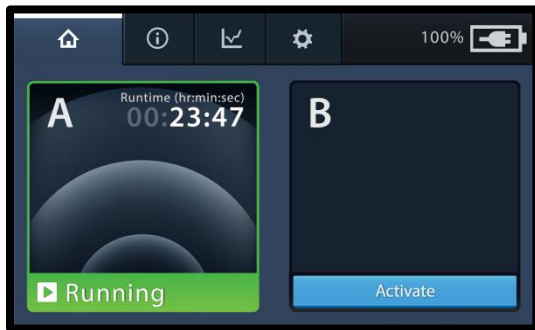 100%
A
Runtime (hr:min:sec)
00:23:47
Running
B
Activate